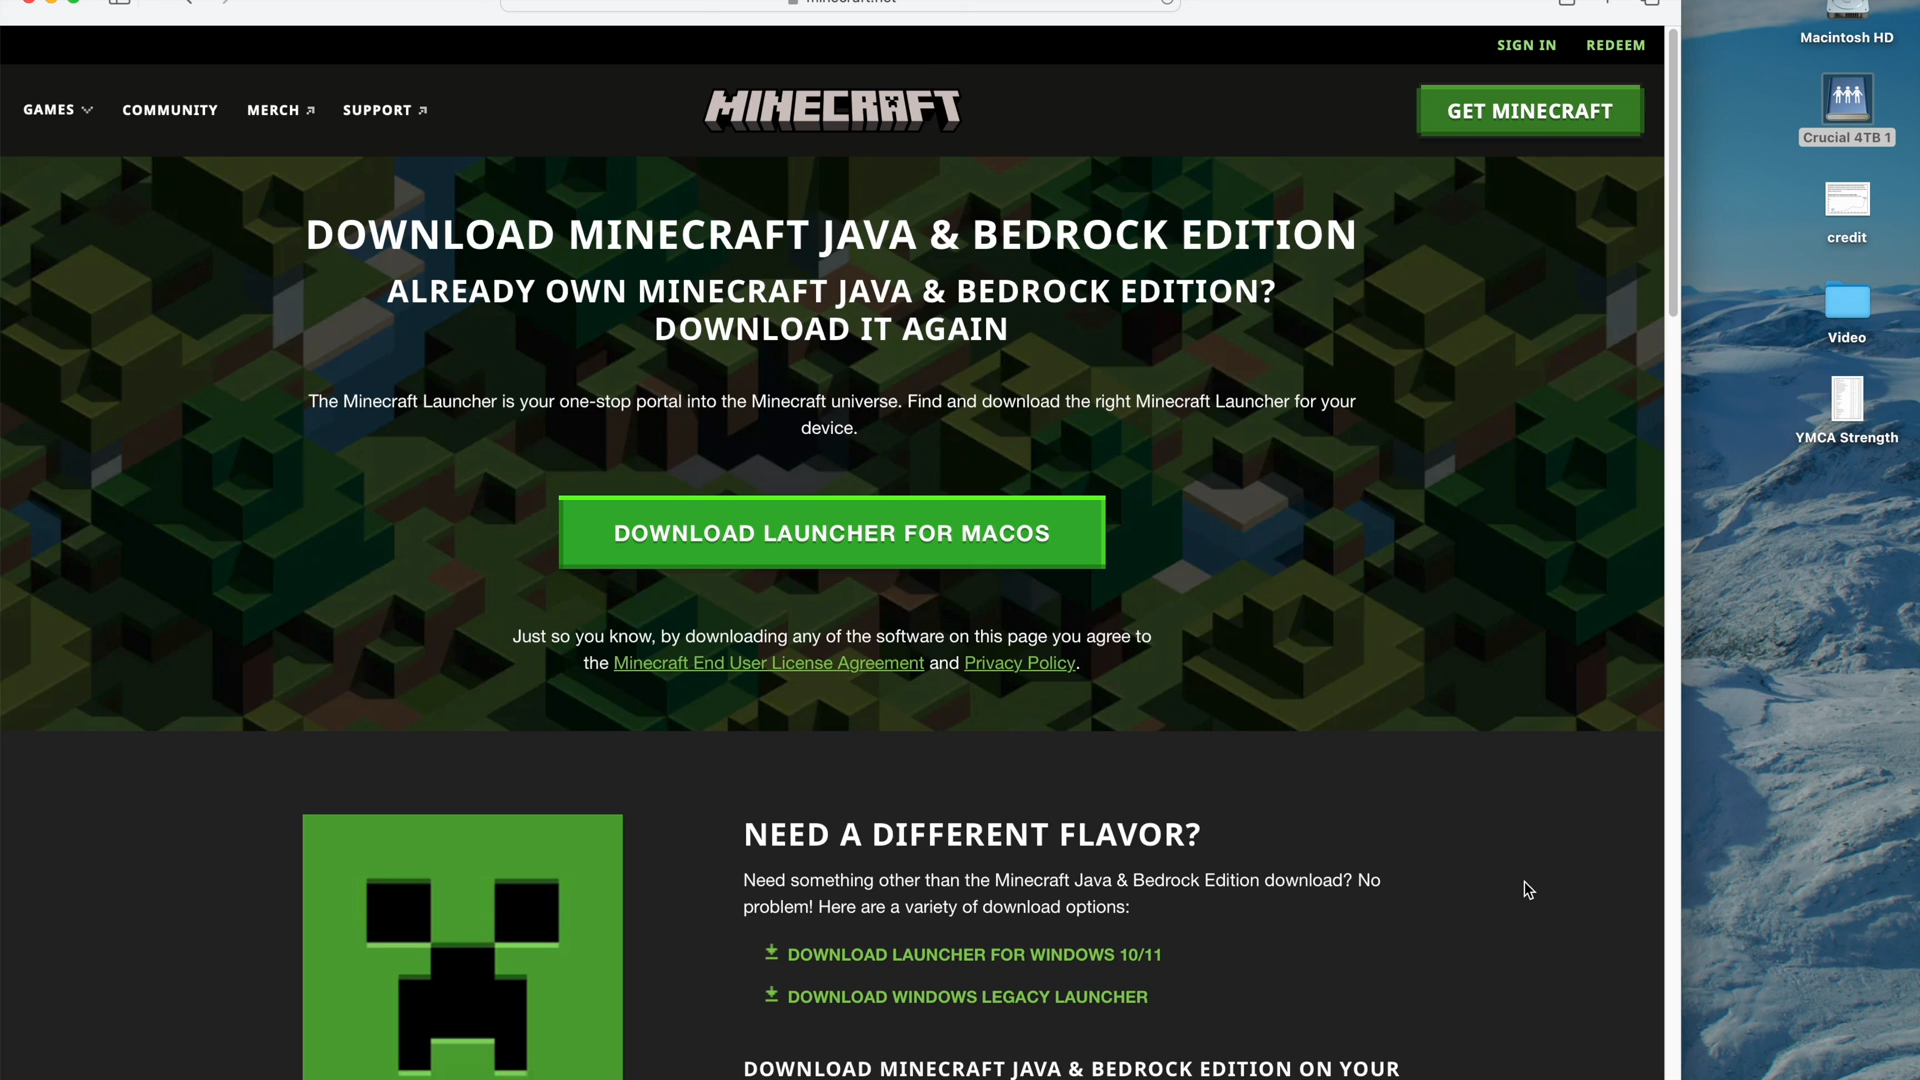 SIGN IN
REDEEM
GAMES
COMMUNITY
MERCH
SUPPORT
MINECRAFT
GET MINECRAFT
DOWNLOAD MINECRAFT JAVA & BEDROCK EDITION
ALREADY OWN MINECRAFT JAVA & BEDROCK EDITION?
DOWNLOAD IT AGAIN
The Minecraft Launcher is your one-stop portal into the Minecraft universe. Find and download the right Minecraft Launcher for your
device.
DOWNLOAD LAUNCHER FOR MACOS
Just so you know, by downloading any of the software on this page you agree to
the Minecraft End User License Agreement and Privacy Policy.
NEED A DIFFERENT FLAVOR?
Need something other than the Minecraft Java & Bedrock Edition download? No
problem! Here are a variety of download options:
DOWNLOAD LAUNCHER FOR WINDOWS 10/11
DOWNLOAD WINDOWS LEGACY LAUNCHER
DOWNLOAD MINECRAFT JAVA & BEDROCK EDITION ON YOUR
Macintosh HD
Crucial 4TB 1
credit
Video
YMCA Strength